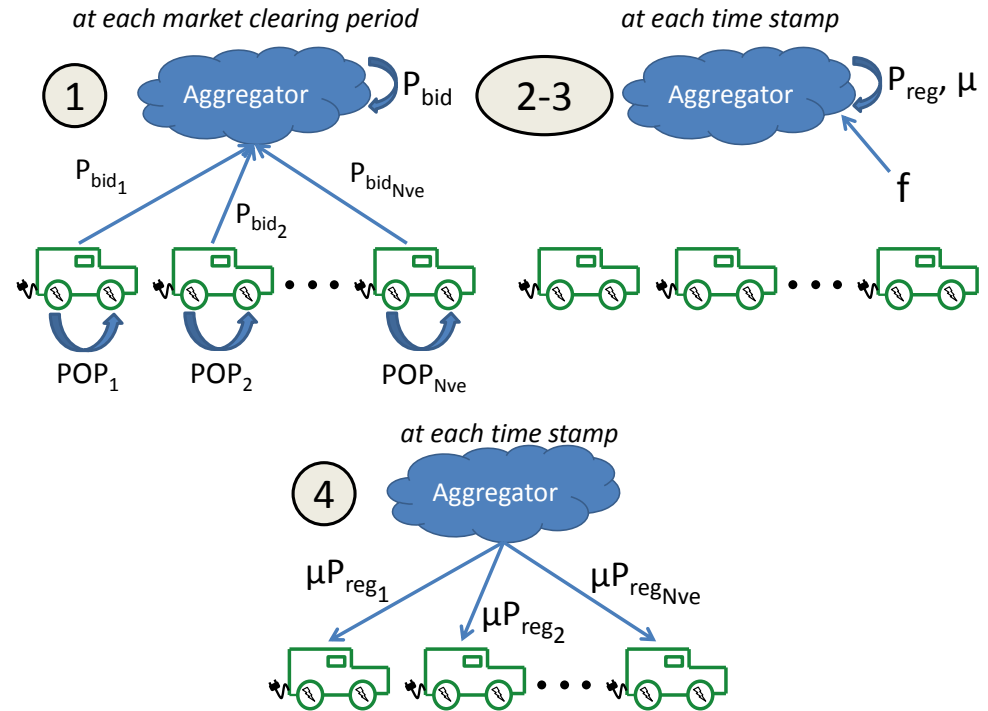 at each market clearing period
1
Aggregator
P_bid
P_bid_1
P_bid_2
P_bid_Nve
POP_1
POP_2
POP_Nve
at each time stamp
2-3
Aggregator
P_reg, μ
f
at each time stamp
4
Aggregator
μP_reg_1
μP_reg_2
μP_reg_Nve